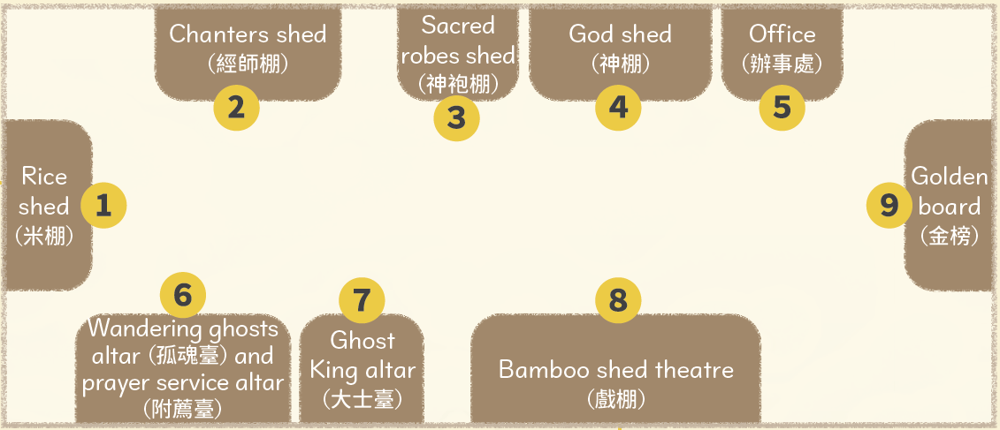 Chanters shed
(經師棚)
2
Sacred
robes shed
(神袍棚)
3
God shed
(神棚)
4
Office
(辦事處)
5
Rice
shed
(米棚)
1
Golden
board
(金榜)
9
6
Wandering ghosts
altar (孤魂臺) and
prayer service altar
(附薦臺)
7
Ghost
King altar
(大士臺)
8
Bamboo shed theatre
(戲棚)